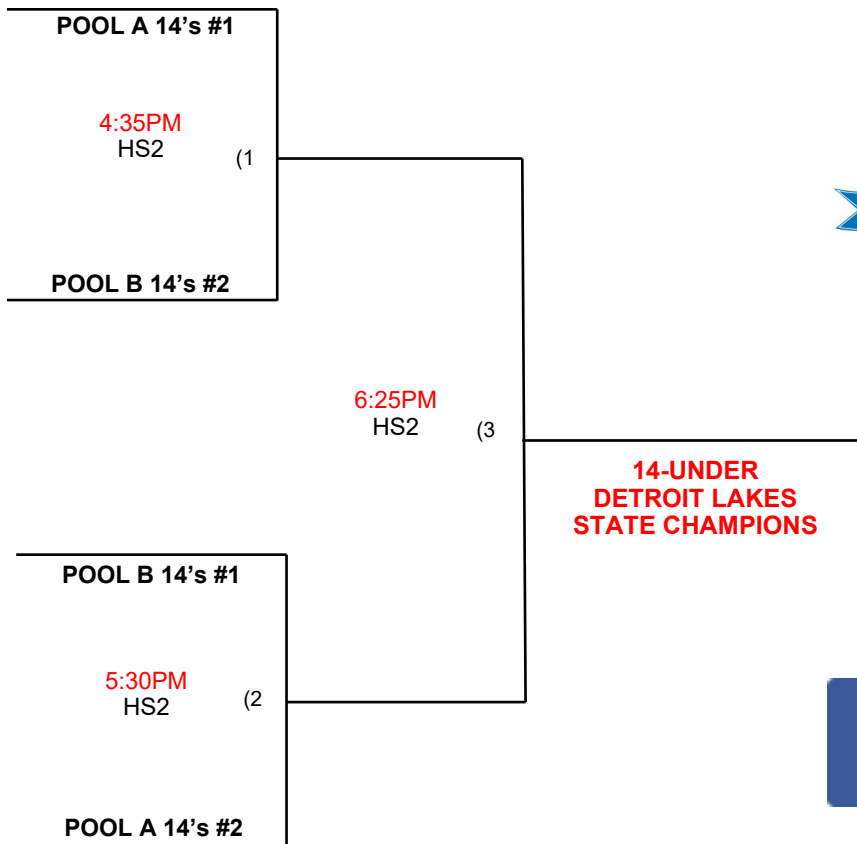 POOL A 14's #1
4:35PM
HS2
(1
POOL B 14's #2
6:25PM
HS2
(3
14-UNDER
DETROIT LAKES
STATE CHAMPIONS
POOL B 14's #1
5:30PM
HS2
(2
POOL A 14's #2